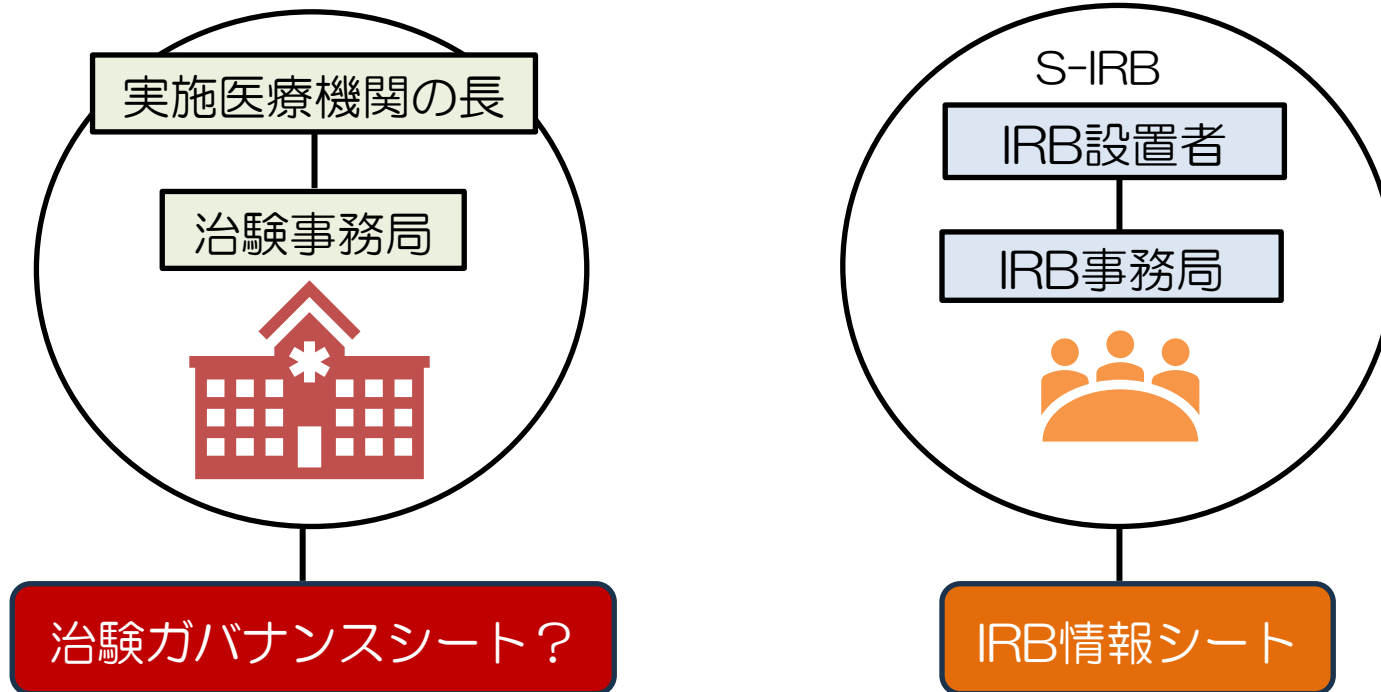 実施医療機関の長
治験事務局
治験ガバナンスシート？
S-IRB
IRB設置者
IRB事務局
IRB情報シート